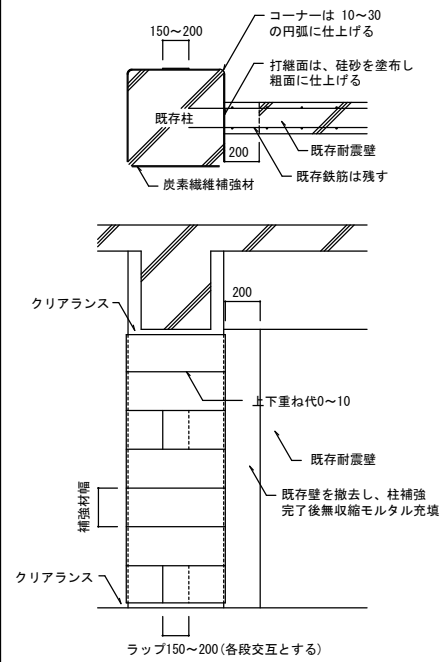 150～200
コーナーは 10～30
の円弧に仕上げる
打継面は、硅砂を塗布し
粗面に仕上げる
既存柱
200
既存耐震壁
既存鉄筋は残す
炭素繊維補強材
200
クリアランス
上下重ね代0～10
既存耐震壁
既存壁を撤去し、柱補強
完了後無収縮モルタル充填
補強材幅
クリアランス
ラップ150～200(各段交互とする)